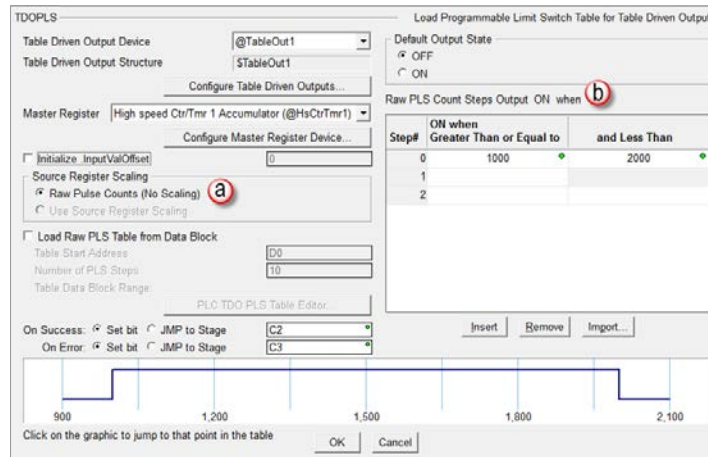 TDOPLS
Load Programmable Limit Switch Table for Table Driven Output
Table Driven Output Device @TableOut1
Table Driven Output Structure $TableOut1
Configure Table Driven Outputs...
Master Register High speed Ctr/Tmr 1 Accumulator (@HsCtrTmr1)
Configure Master Register Device...
Initialize .InputValOffset 0
Source Register Scaling
Raw Pulse Counts (No Scaling) a
Use Source Register Scaling
Load Raw PLS Table from Data Block
Table Start Address D0
Number of PLS Steps 10
Table Data Block Range:
PLC TDO PLS Table Editor...
On Success: Set bit JMP to Stage C2
On Error: Set bit JMP to Stage C3
Default Output State
OFF
ON
Raw PLS Count Steps Output ON when b
ON when
Step# Greater Than or Equal to and Less Than
0 1000 2000
1
2
Insert Remove Import...
900 1,200 1,500 1,800 2,100
Click on the graphic to jump to that point in the table
OK Cancel